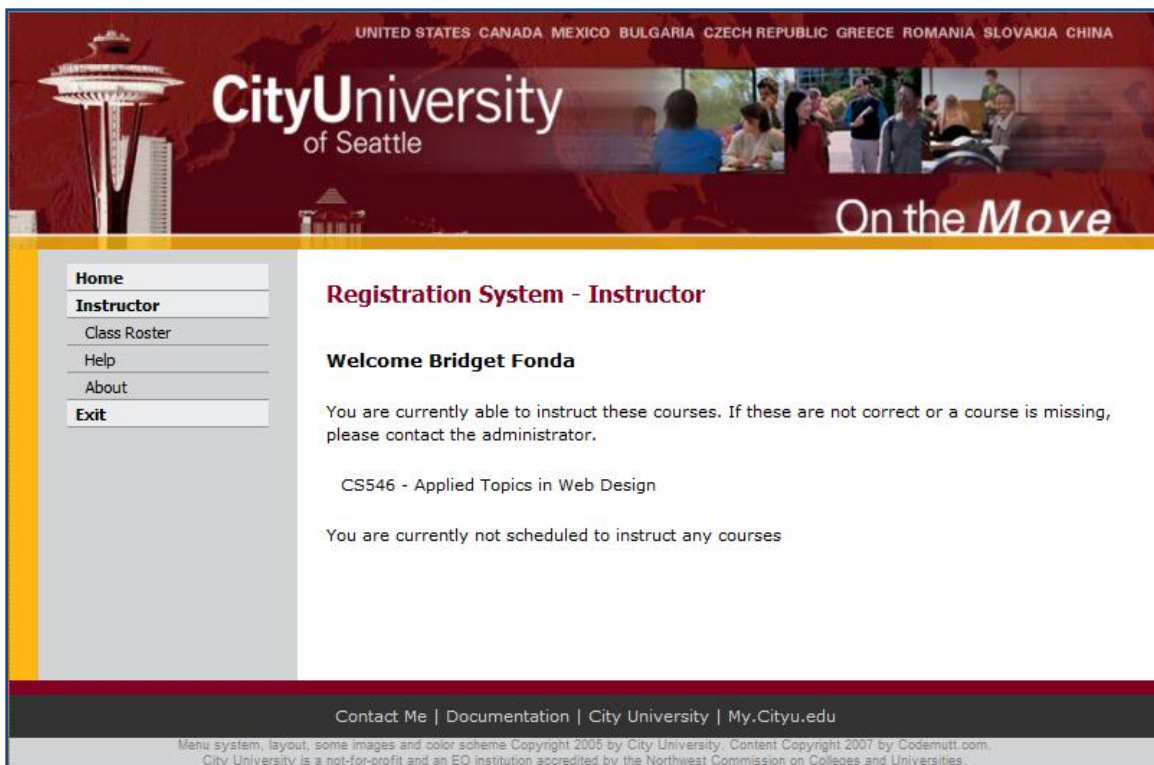 UNITED STATES CANADA MEXICO BULGARIA CZECH REPUBLIC GREECE ROMANIA SLOVAKIA CHINA
CityUniversity
of Seattle
On the Move
Home
Instructor
Class Roster
Help
About
Exit
Registration System - Instructor
Welcome Bridget Fonda
You are currently able to instruct these courses. If these are not correct or a course is missing,
please contact the administrator.
CS546 - Applied Topics in Web Design
You are currently not scheduled to instruct any courses
Contact Me | Documentation | City University | My.Cityu.edu
Menu system, layout, some images and color scheme Copyright 2005 by City University. Content Copyright 2007 by Codemutt.com.
City University is a not-for-profit and an EO institution accredited by the Northwest Commission on Colleges and Universities.